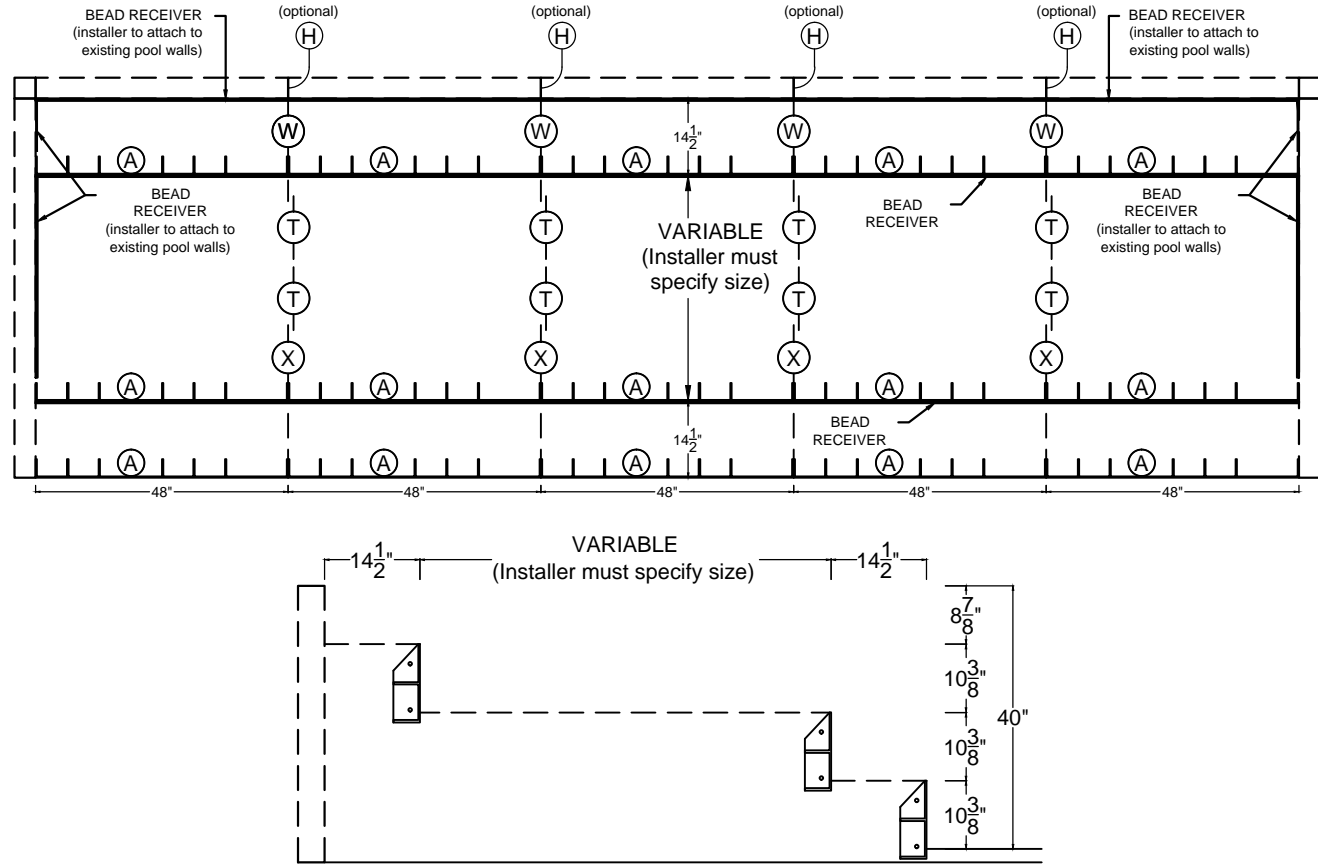 BEAD RECEIVER
(installer to attach to
existing pool walls)
(optional)
H
(optional)
H
(optional)
H
(optional)
H
BEAD RECEIVER
(installer to attach to
existing pool walls)
W
W
14 1/2"
W
W
A
A
A
A
A
BEAD
RECEIVER
(installer to attach to
existing pool walls)
T
T
VARIABLE
(Installer must
specify size)
T
BEAD
RECEIVER
T
BEAD
RECEIVER
(installer to attach to
existing pool walls)
T
T
T
T
X
X
X
X
A
A
A
A
A
BEAD
RECEIVER
14 1/2"
A
A
A
A
A
48"
48"
48"
48"
48"
14 1/2"
VARIABLE
(Installer must specify size)
14 1/2"
8 7/8"
10 3/8"
40"
10 3/8"
10 3/8"